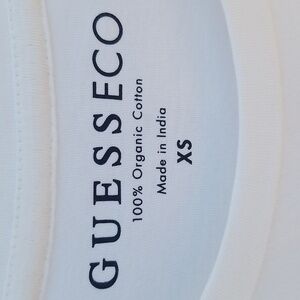 GUESSECO
100% Organic Cotton
Made in India
XS